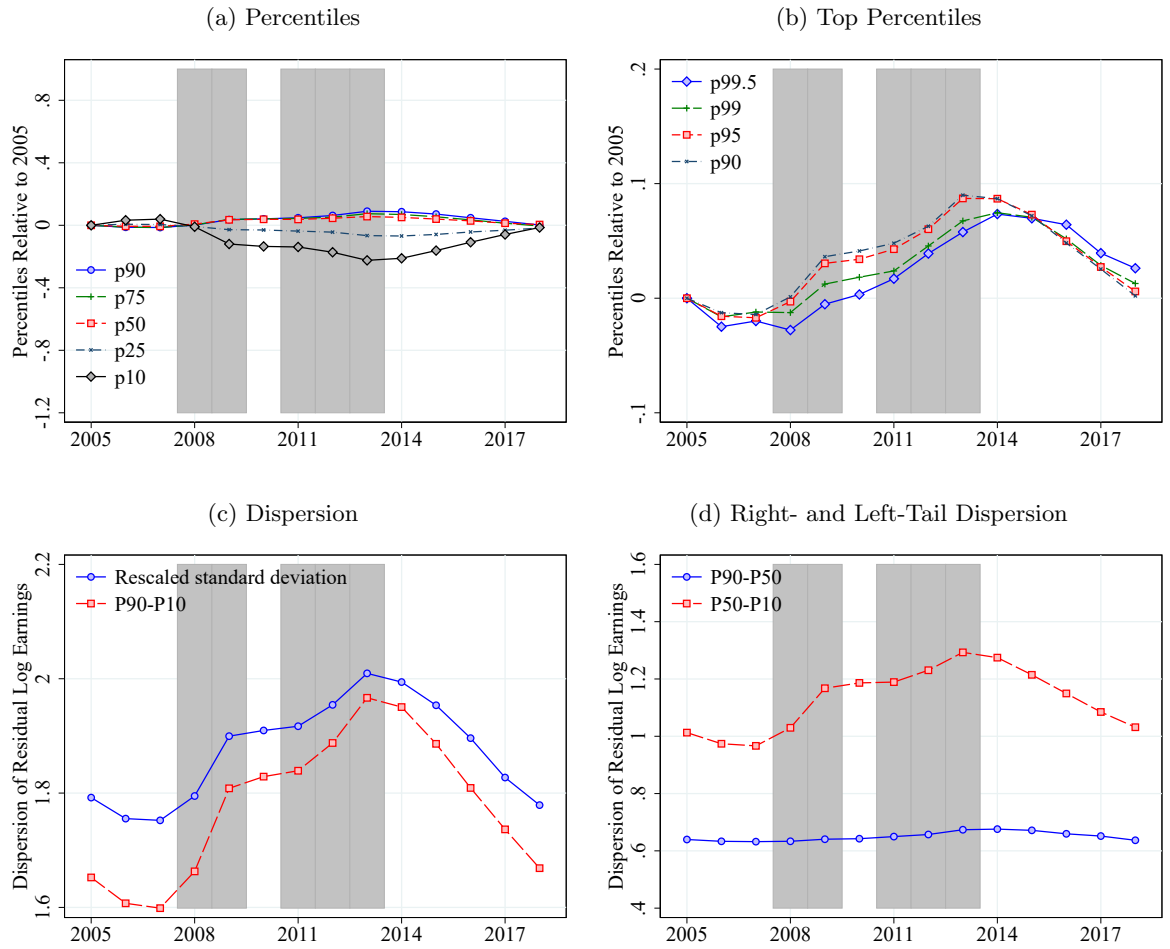 (a) Percentiles
Percentiles Relative to 2005
.8
.4
0
-.4
-.8
-1.2
p90
p75
p50
p25
p10
2005 2008 2011 2014 2017
(b) Top Percentiles
Percentiles Relative to 2005
.2
.1
0
-.1
p99.5
p99
p95
p90
2005 2008 2011 2014 2017
(c) Dispersion
Dispersion of Residual Log Earnings
2.2
2
1.8
1.6
Rescaled standard deviation
P90-P10
2005 2008 2011 2014 2017
(d) Right- and Left-Tail Dispersion
Dispersion of Residual Log Earnings
1.6
1.4
1.2
1
.8
.6
.4
P90-P50
P50-P10
2005 2008 2011 2014 2017